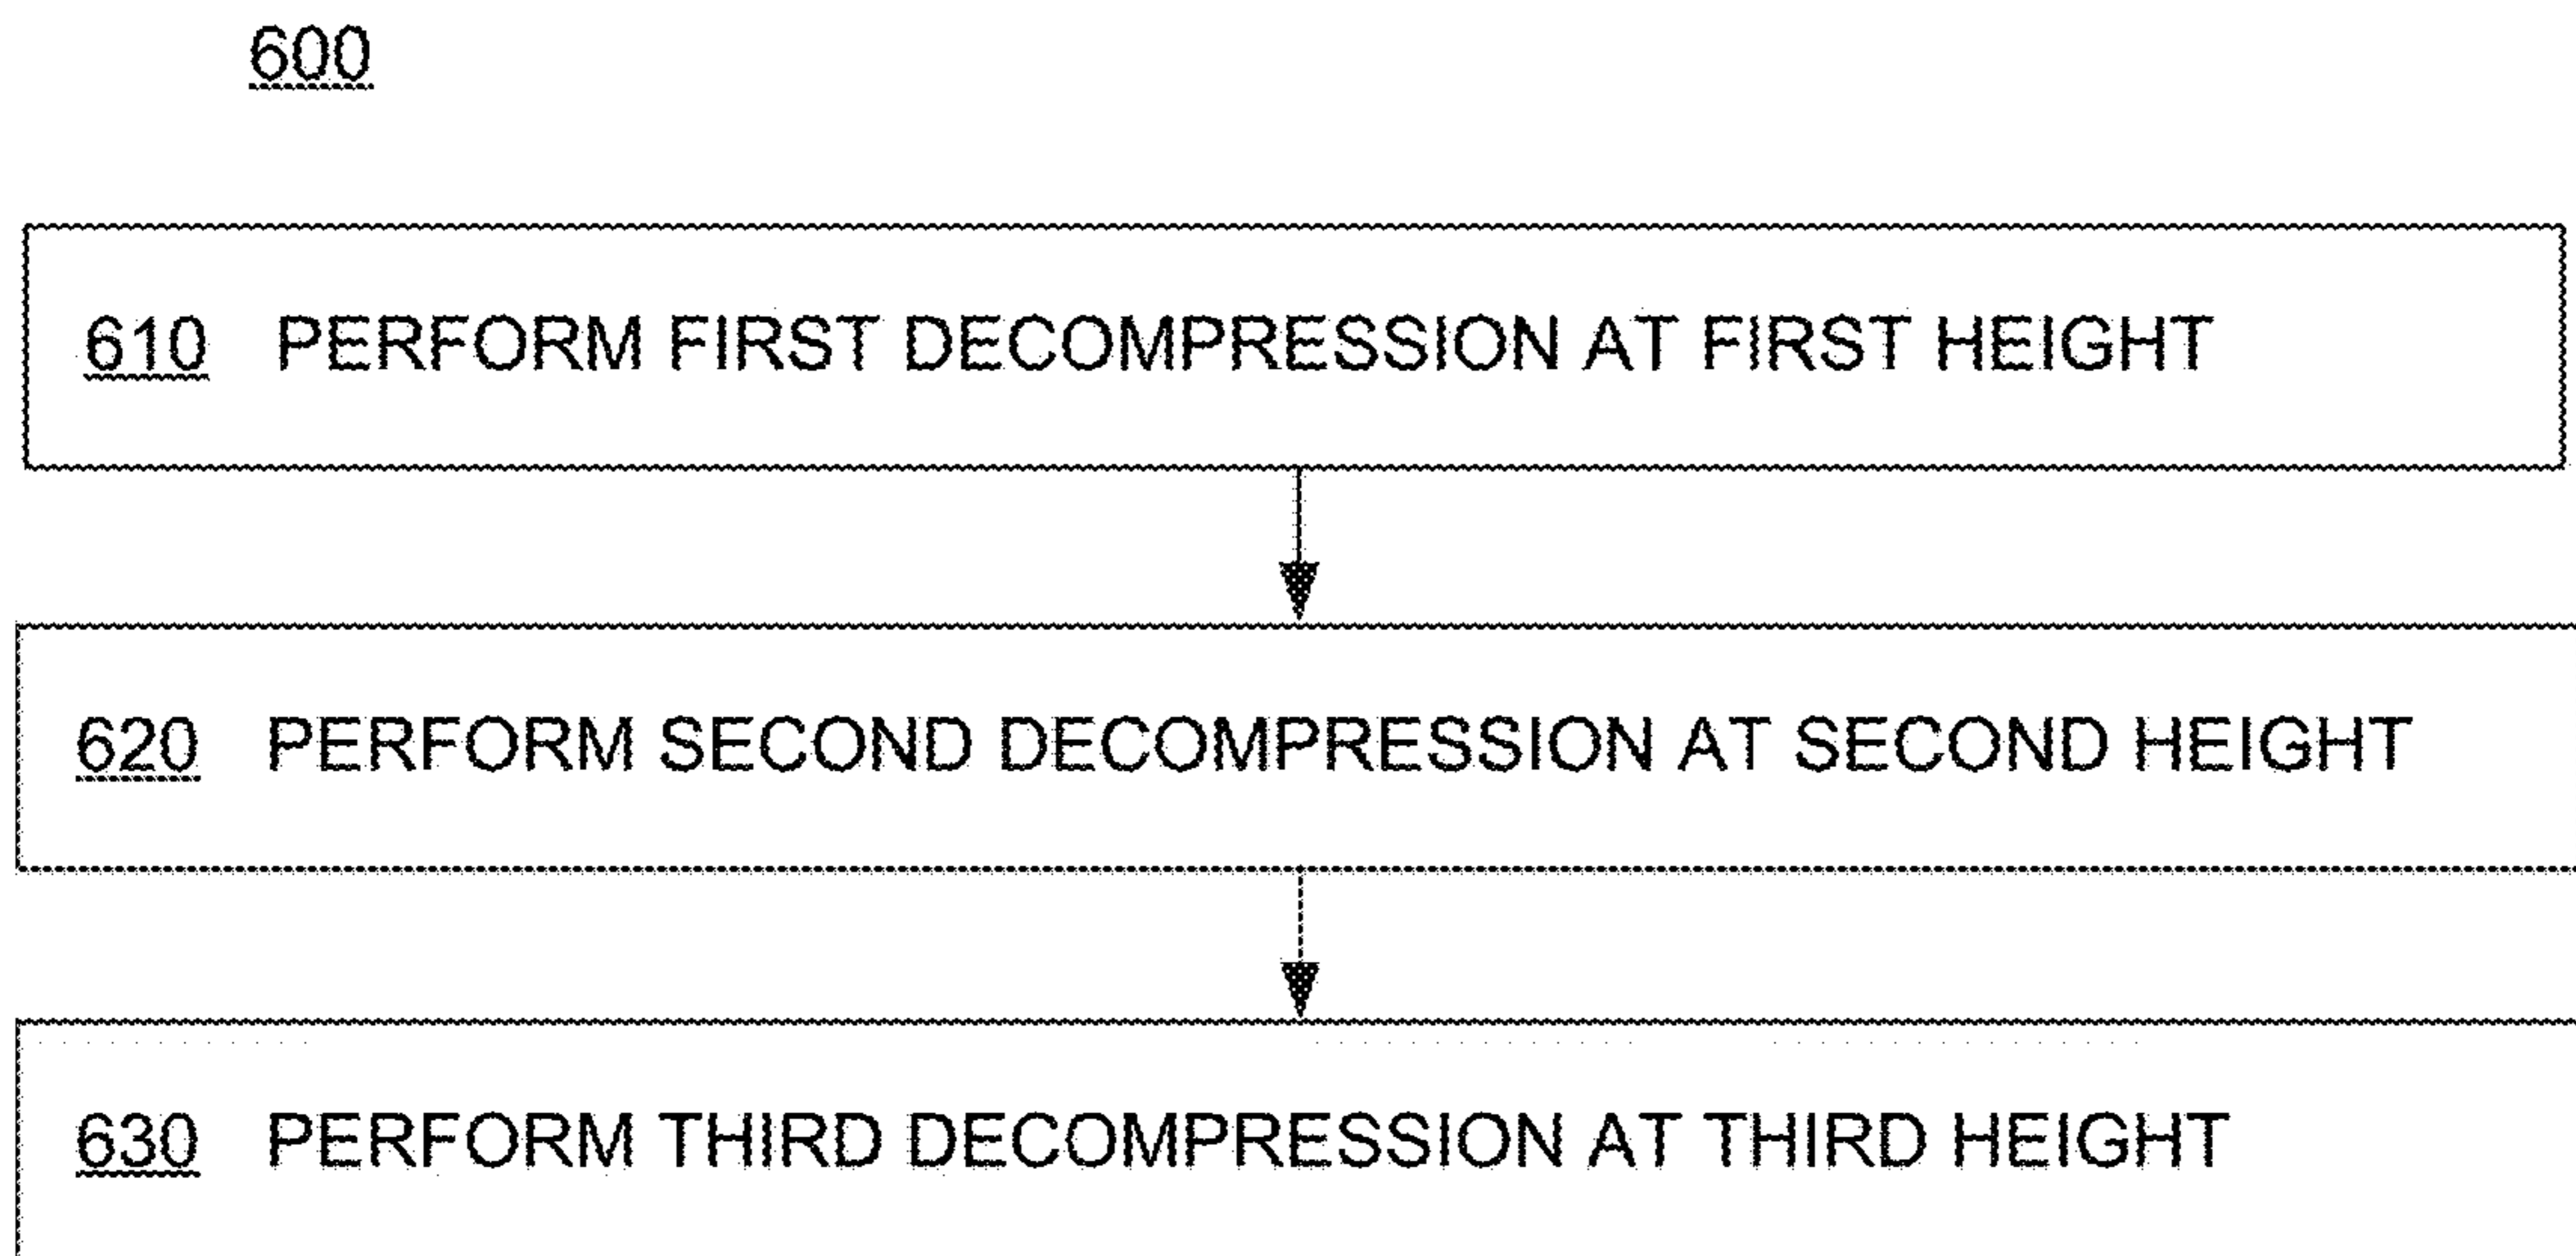 600
610 PERFORM FIRST DECOMPRESSION AT FIRST HEIGHT
620 PERFORM SECOND DECOMPRESSION AT SECOND HEIGHT
630 PERFORM THIRD DECOMPRESSION AT THIRD HEIGHT